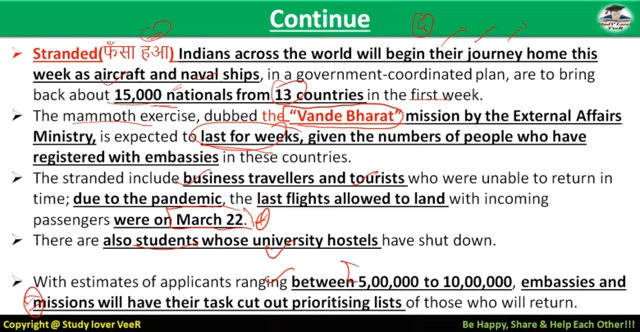 Continue
Stranded(फँसा हुआ) Indians across the world will begin their journey home this
week as aircraft and naval ships, in a government-coordinated plan, are to bring
back about 15,000 nationals from 13 countries in the first week.
The mammoth exercise, dubbed the "Vande Bharat" mission by the External Affairs
Ministry, is expected to last for weeks, given the numbers of people who have
registered with embassies in these countries.
The stranded include business travellers and tourists who were unable to return in
time; due to the pandemic, the last flights allowed to land with incoming
passengers were on March 22.
There are also students whose university hostels have shut down.
With estimates of applicants ranging between 5,00,000 to 10,00,000, embassies and
missions will have their task cut out prioritising lists of those who will return.
Copyright @ Study lover VeeR
Be Happy, Share & Help Each Other.